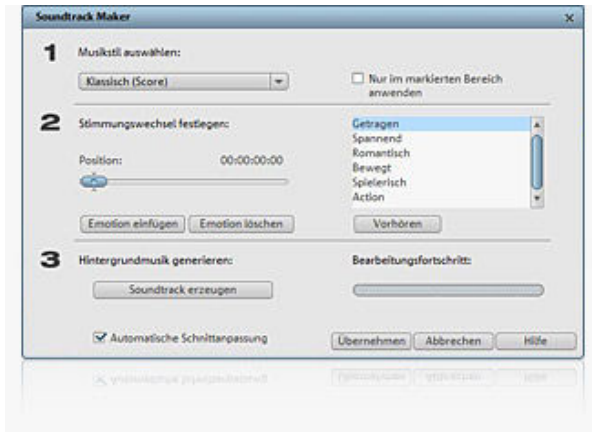 Soundtrack Maker
1 Musikstil auswählen:
Klassisch (Score)
Nur im markierten Bereich
anwenden
2 Stimmungswechsel festlegen:
Position: 00:00:00:00
Emotion einfügen Emotion löschen
Getragen
Spannend
Romantisch
Bewegt
Spielerisch
Action
Vorhören
3 Hintergrundmusik generieren:
Soundtrack erzeugen
Bearbeitungsfortschritt:
Automatische Schnittanpassung
Übernehmen Abbrechen Hilfe